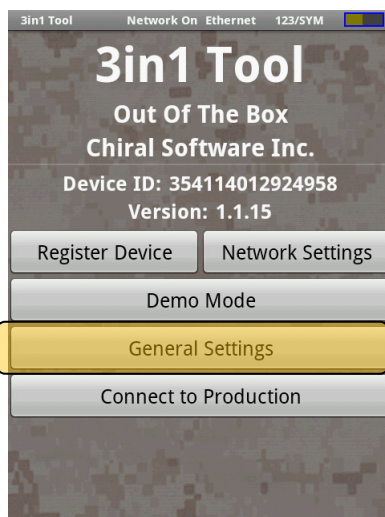 3in1 Tool Network On Ethernet 123/SYM
3in1 Tool
Out Of The Box
Chiral Software Inc.
Device ID: 354114012924958
Version: 1.1.15
Register Device Network Settings
Demo Mode
General Settings
Connect to Production